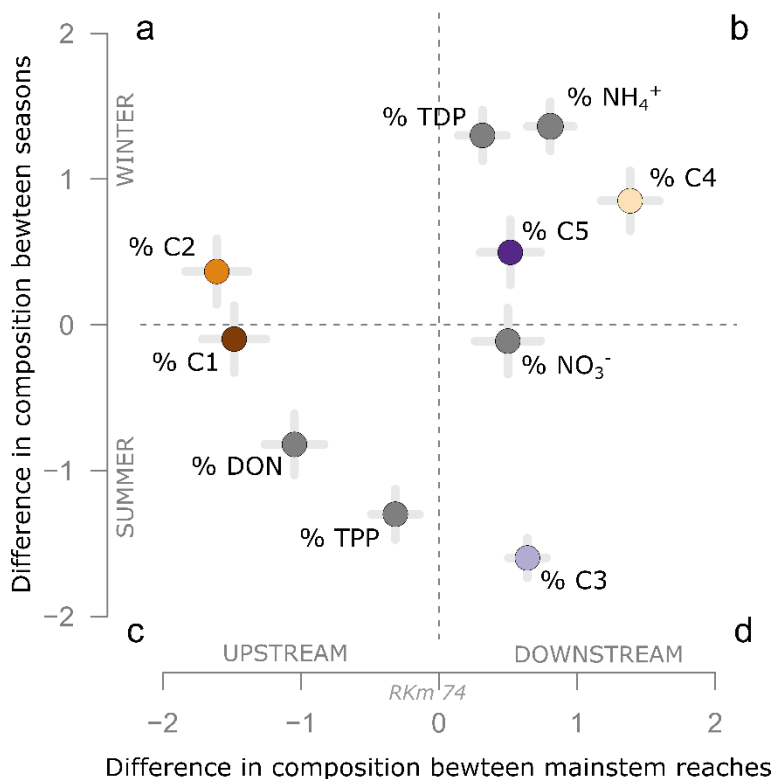 a
b
2
1
0
−1
−2
Difference in composition bewteen seasons
WINTER
SUMMER
% TDP
% NH₄⁺
% C4
% C5
% C2
% C1
% NO₃⁻
% DON
% TPP
% C3
c
d
UPSTREAM
DOWNSTREAM
RKm 74
−2
−1
0
1
2
Difference in composition bewteen mainstem reaches